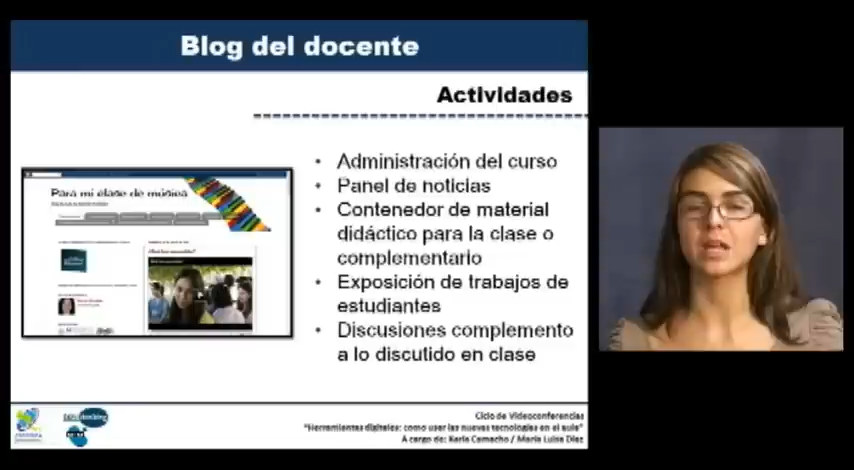 Blog del docente
Actividades
Para mi clase de música
• Administración del curso
• Panel de noticias
• Contenedor de material
didáctico para la clase o
complementario
• Exposición de trabajos de
estudiantes
• Discusiones complemento
a lo discutido en clase
Ciclo de Videoconferencias
"Herramientas digitales: como usar las nuevas tecnologías en el aula"
A cargo de: Karla Camacho / María Luisa Díez